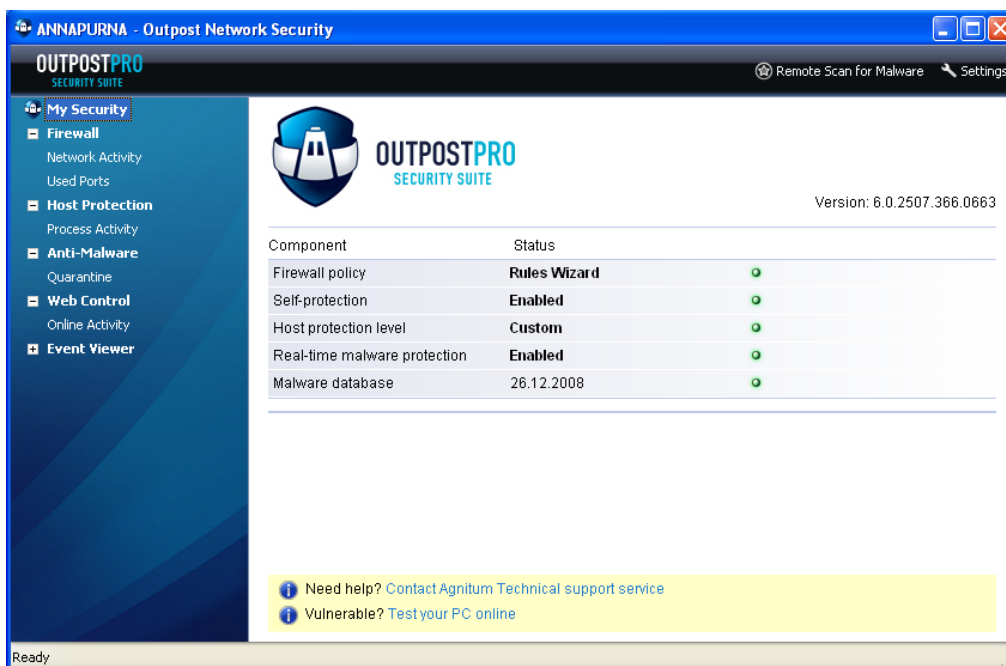 ANNAPURNA - Outpost Network Security
OUTPOSTPRO
SECURITY SUITE
Remote Scan for Malware Settings
My Security
Firewall
Network Activity
Used Ports
Host Protection
Process Activity
Anti-Malware
Quarantine
Web Control
Online Activity
Event Viewer
OUTPOSTPRO
SECURITY SUITE
Version: 6.0.2507.366.0663
Component Status
Firewall policy Rules Wizard
Self-protection Enabled
Host protection level Custom
Real-time malware protection Enabled
Malware database 26.12.2008
Need help? Contact Agnitum Technical support service
Vulnerable? Test your PC online
Ready